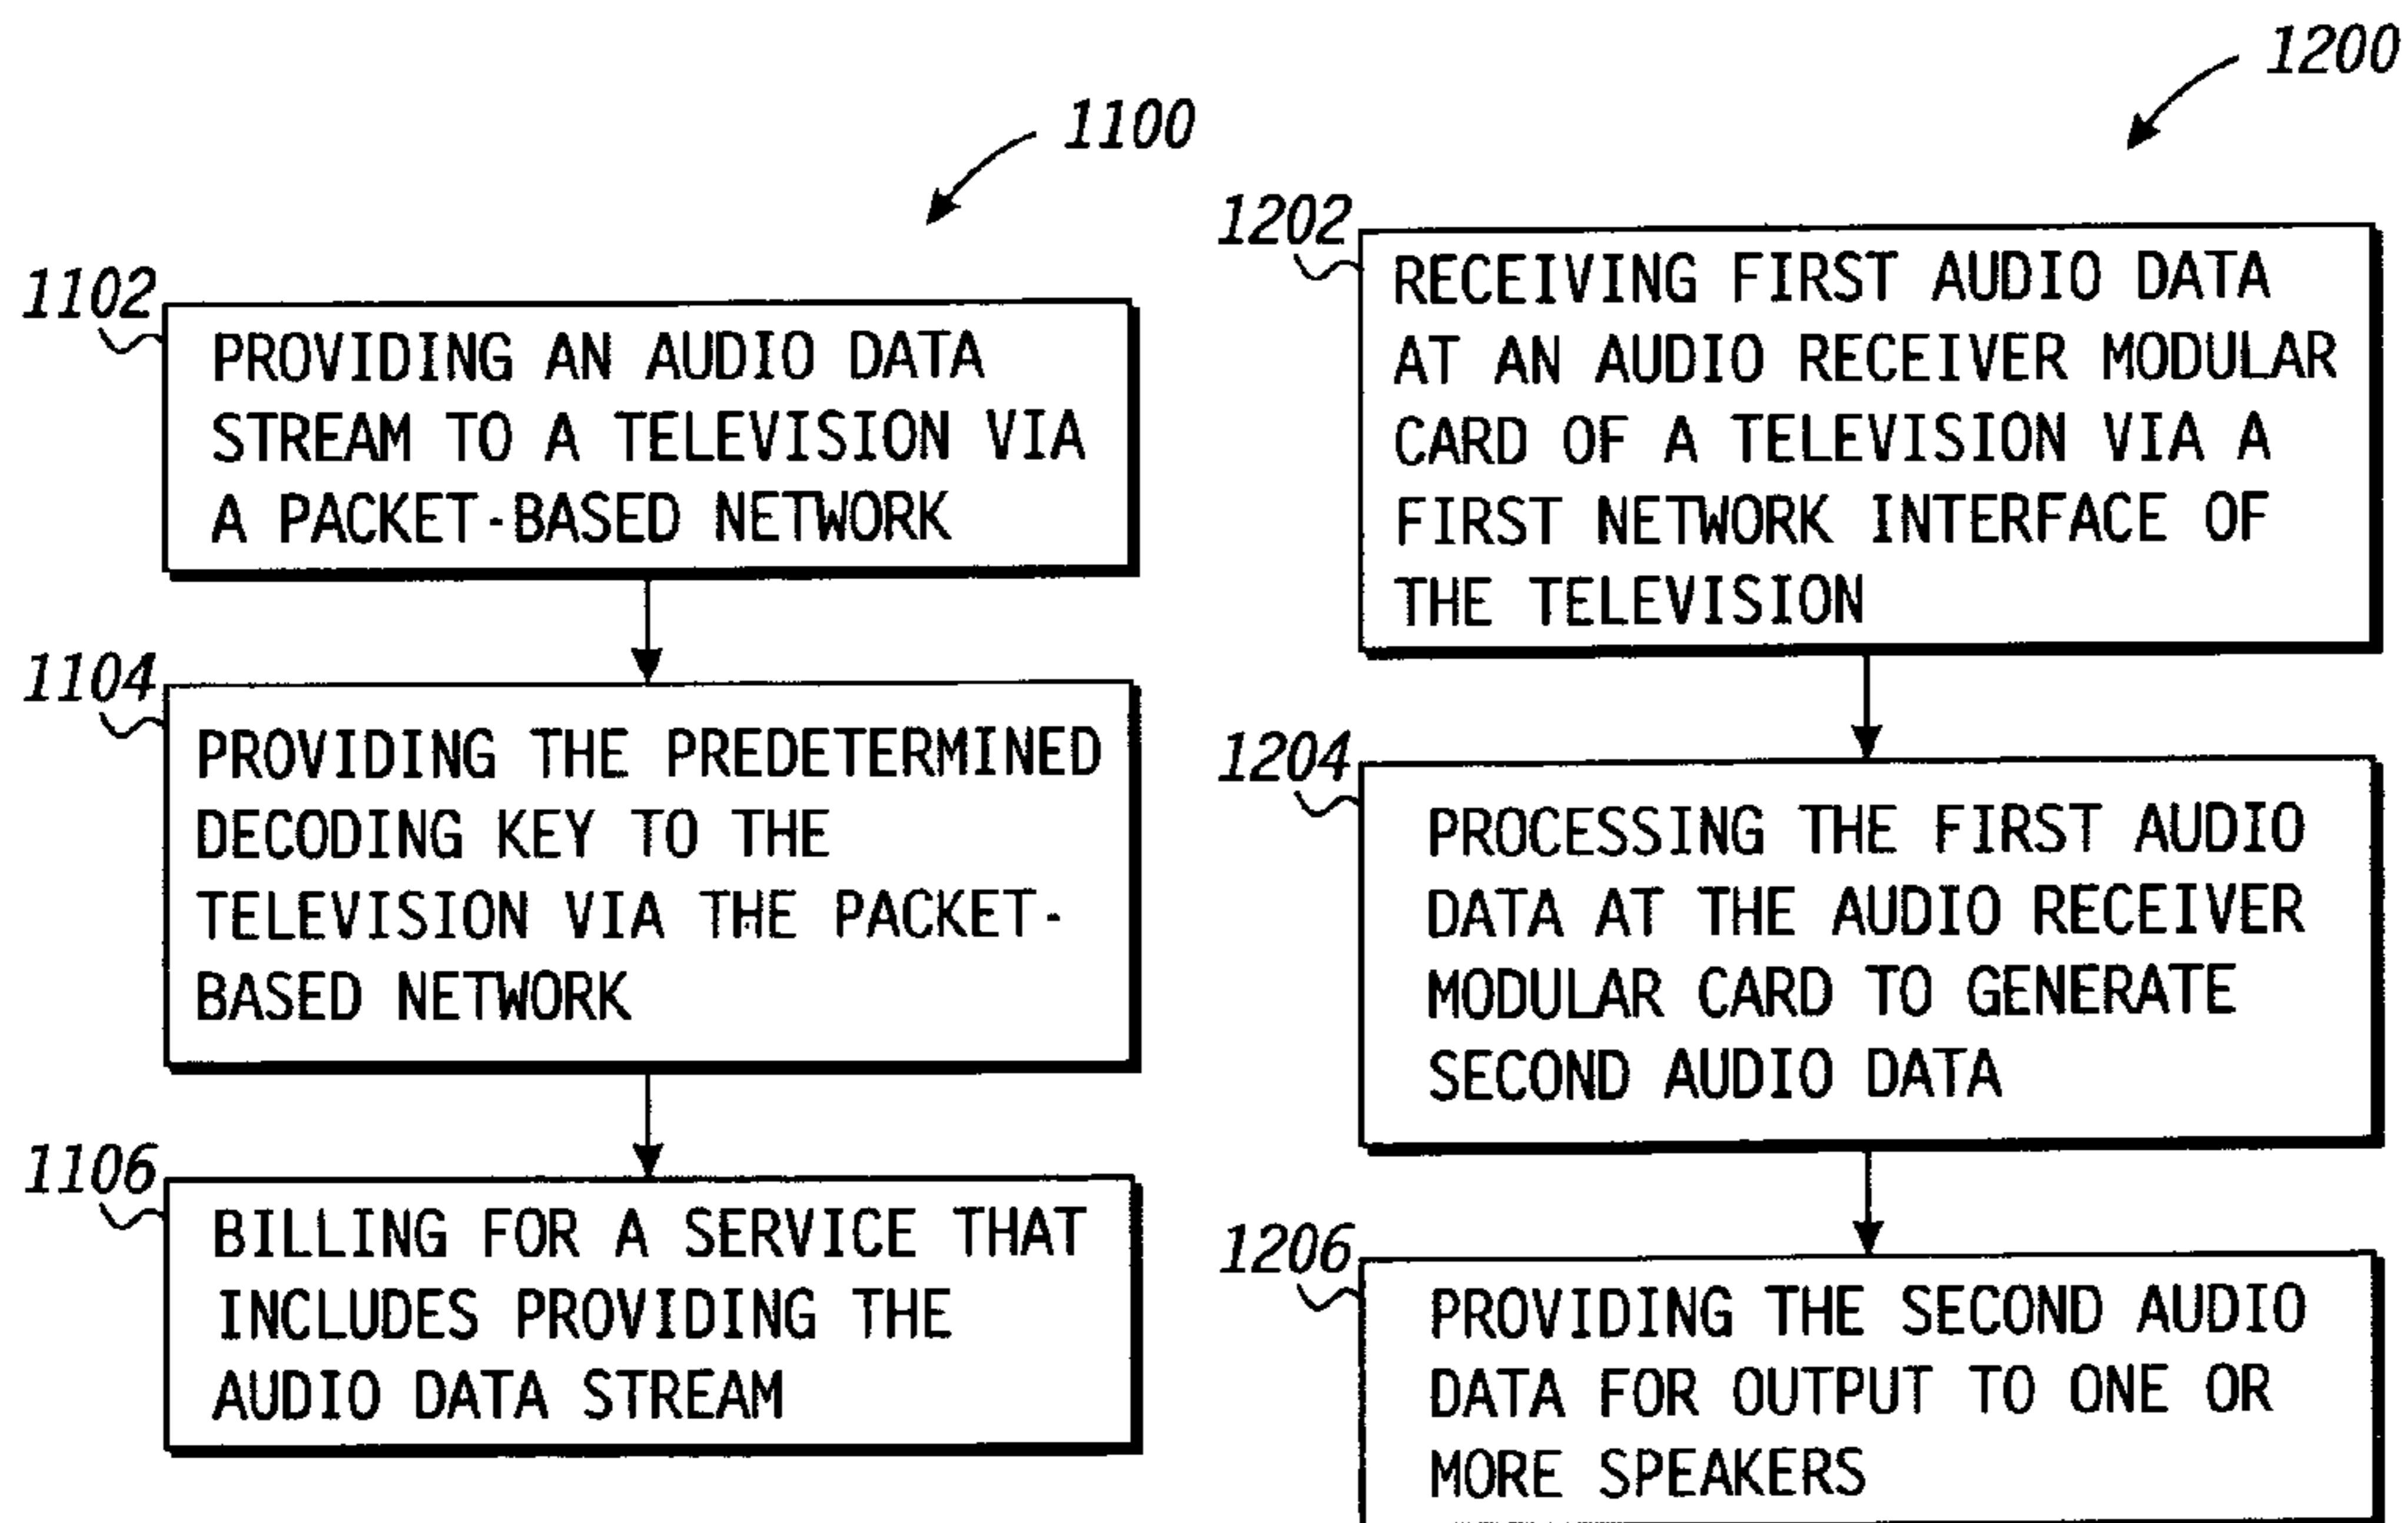 1100
1102
PROVIDING AN AUDIO DATA
STREAM TO A TELEVISION VIA
A PACKET-BASED NETWORK
1104
PROVIDING THE PREDETERMINED
DECODING KEY TO THE
TELEVISION VIA THE PACKET-
BASED NETWORK
1106
BILLING FOR A SERVICE THAT
INCLUDES PROVIDING THE
AUDIO DATA STREAM
1200
1202
RECEIVING FIRST AUDIO DATA
AT AN AUDIO RECEIVER MODULAR
CARD OF A TELEVISION VIA A
FIRST NETWORK INTERFACE OF
THE TELEVISION
1204
PROCESSING THE FIRST AUDIO
DATA AT THE AUDIO RECEIVER
MODULAR CARD TO GENERATE
SECOND AUDIO DATA
1206
PROVIDING THE SECOND AUDIO
DATA FOR OUTPUT TO ONE OR
MORE SPEAKERS